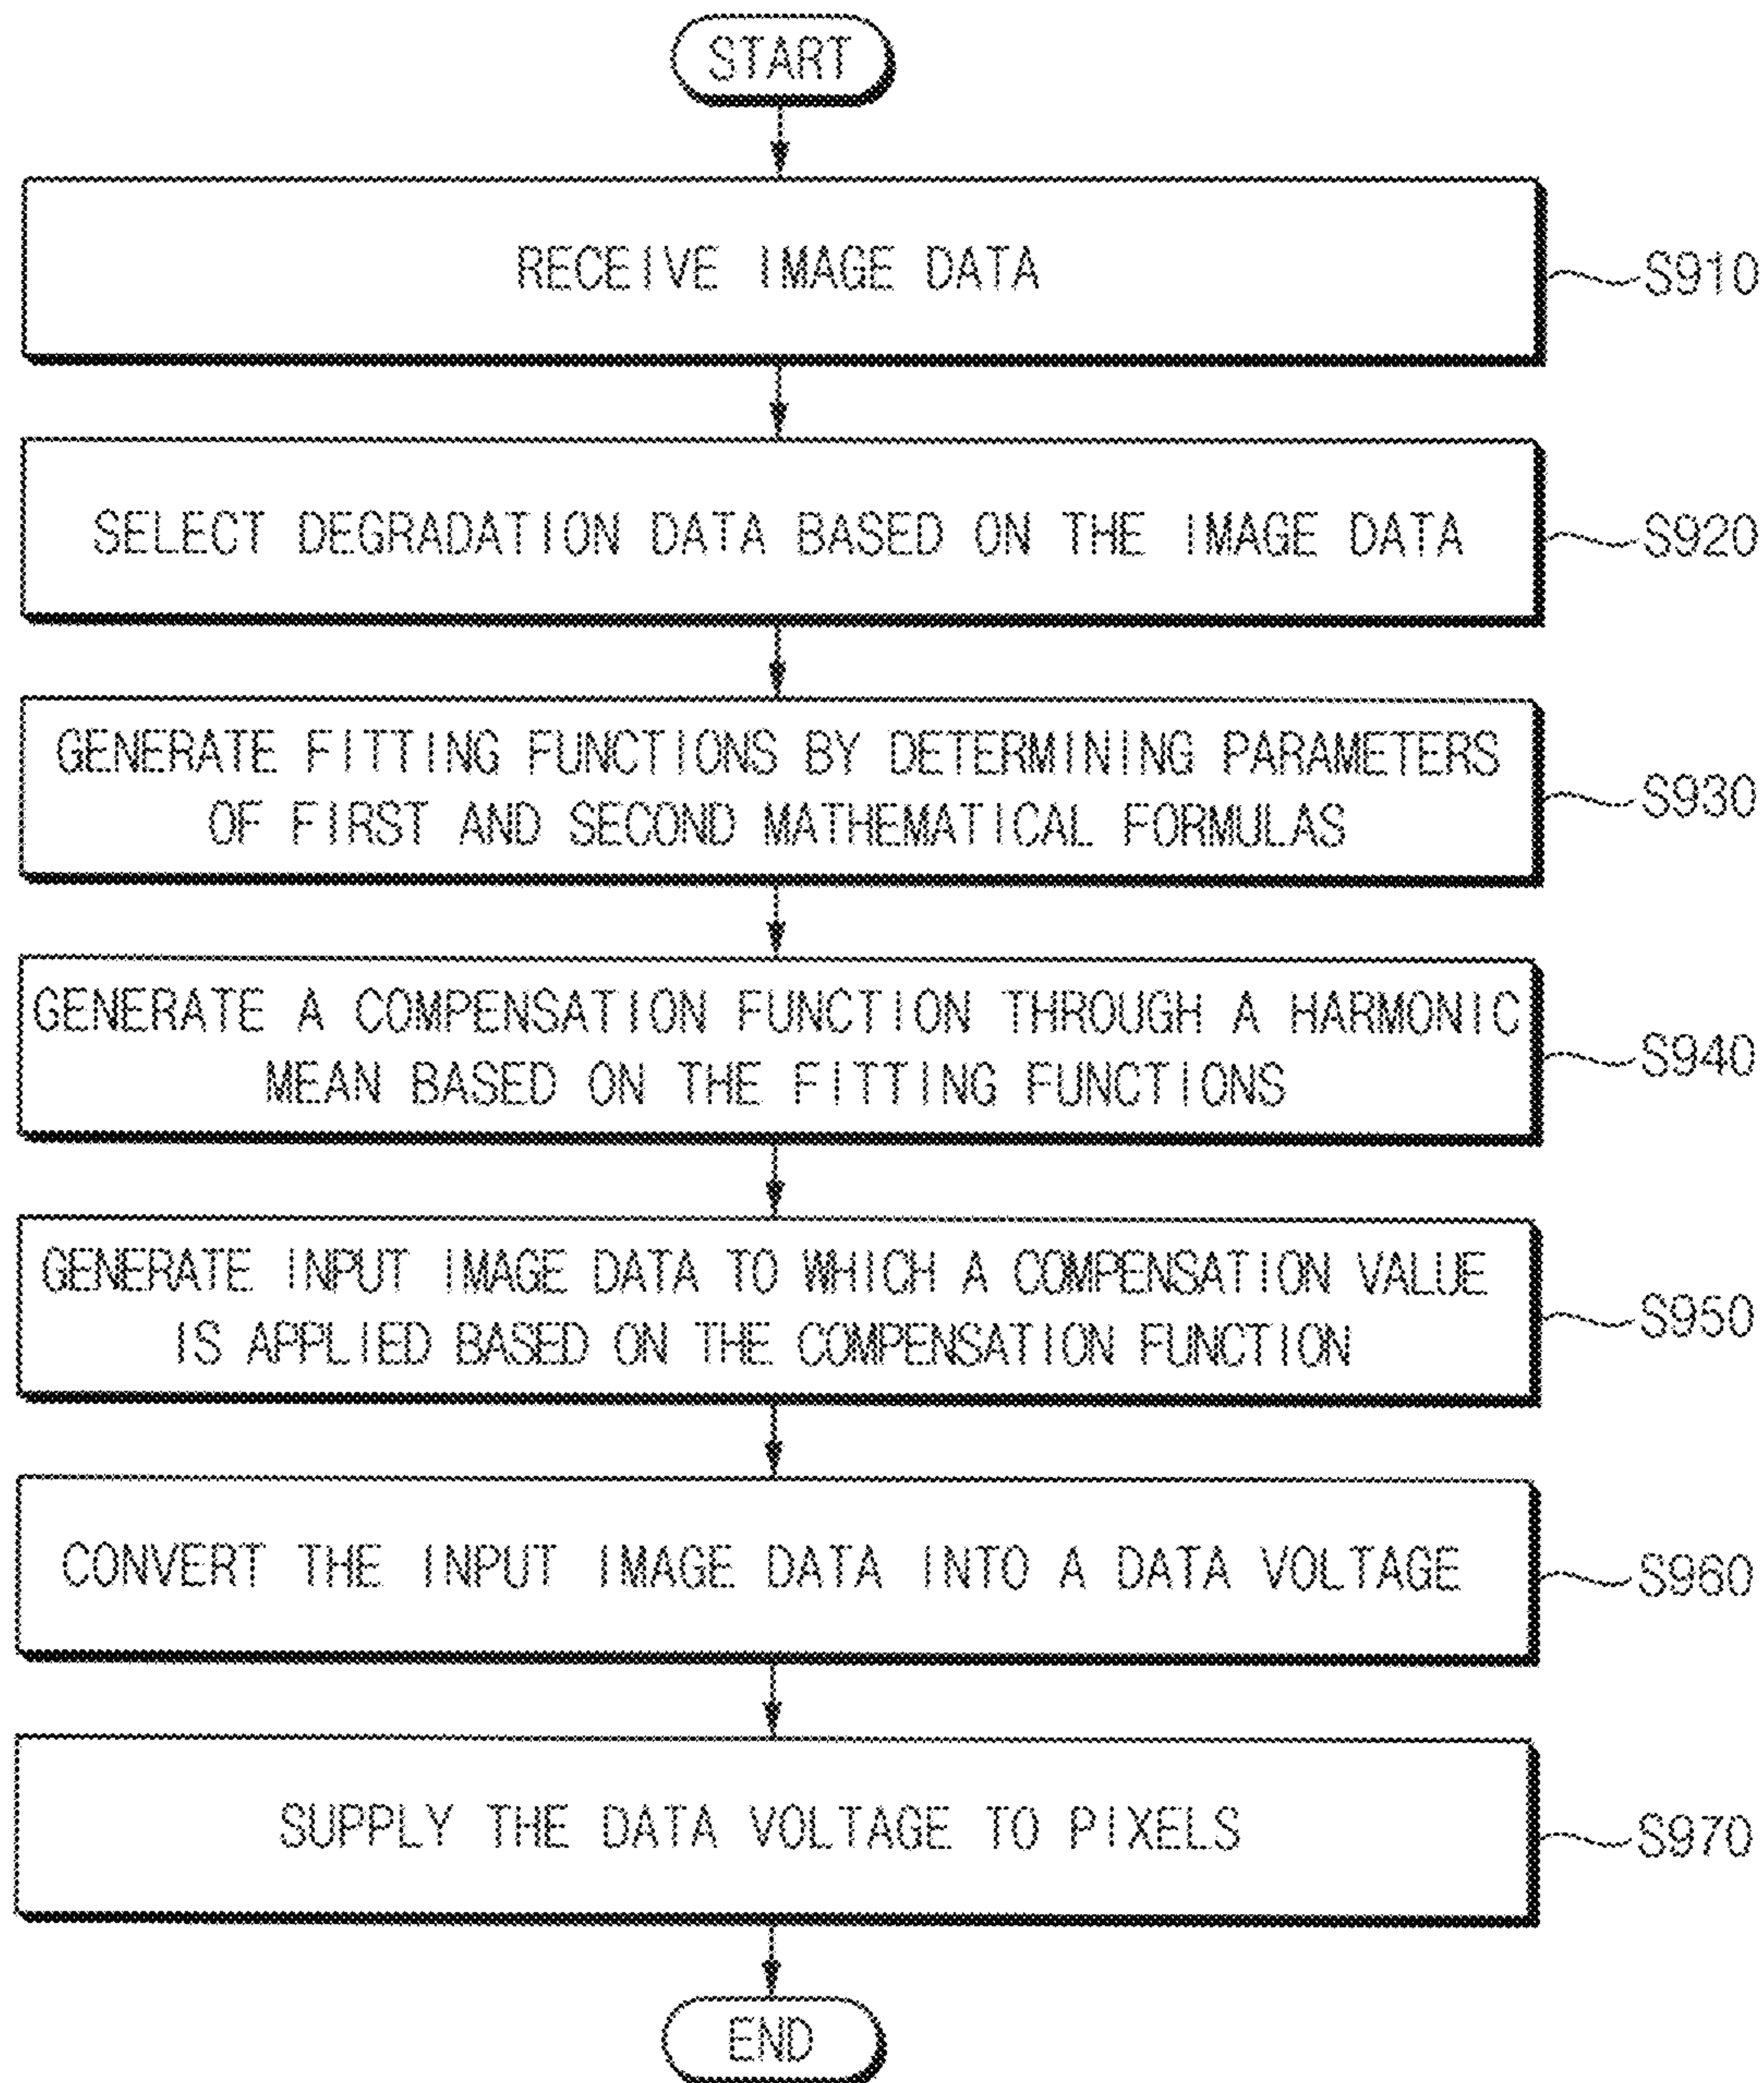 START
RECEIVE IMAGE DATA
S910
SELECT DEGRADATION DATA BASED ON THE IMAGE DATA
S920
GENERATE FITTING FUNCTIONS BY DETERMINING PARAMETERS
OF FIRST AND SECOND MATHEMATICAL FORMULAS
S930
GENERATE A COMPENSATION FUNCTION THROUGH A HARMONIC
MEAN BASED ON THE FITTING FUNCTIONS
S940
GENERATE INPUT IMAGE DATA TO WHICH A COMPENSATION VALUE
IS APPLIED BASED ON THE COMPENSATION FUNCTION
S950
CONVERT THE INPUT IMAGE DATA INTO A DATA VOLTAGE
S960
SUPPLY THE DATA VOLTAGE TO PIXELS
S970
END